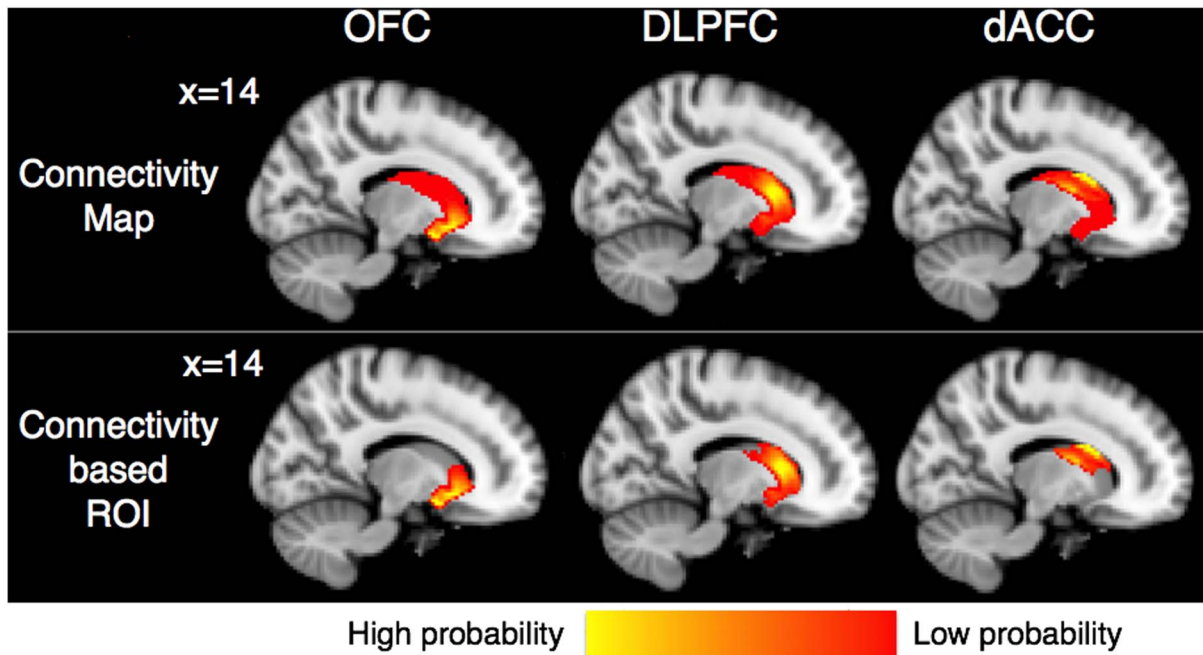 OFC DLPFC dACC
x=14
Connectivity
Map
x=14
Connectivity
based
ROI
High probability Low probability